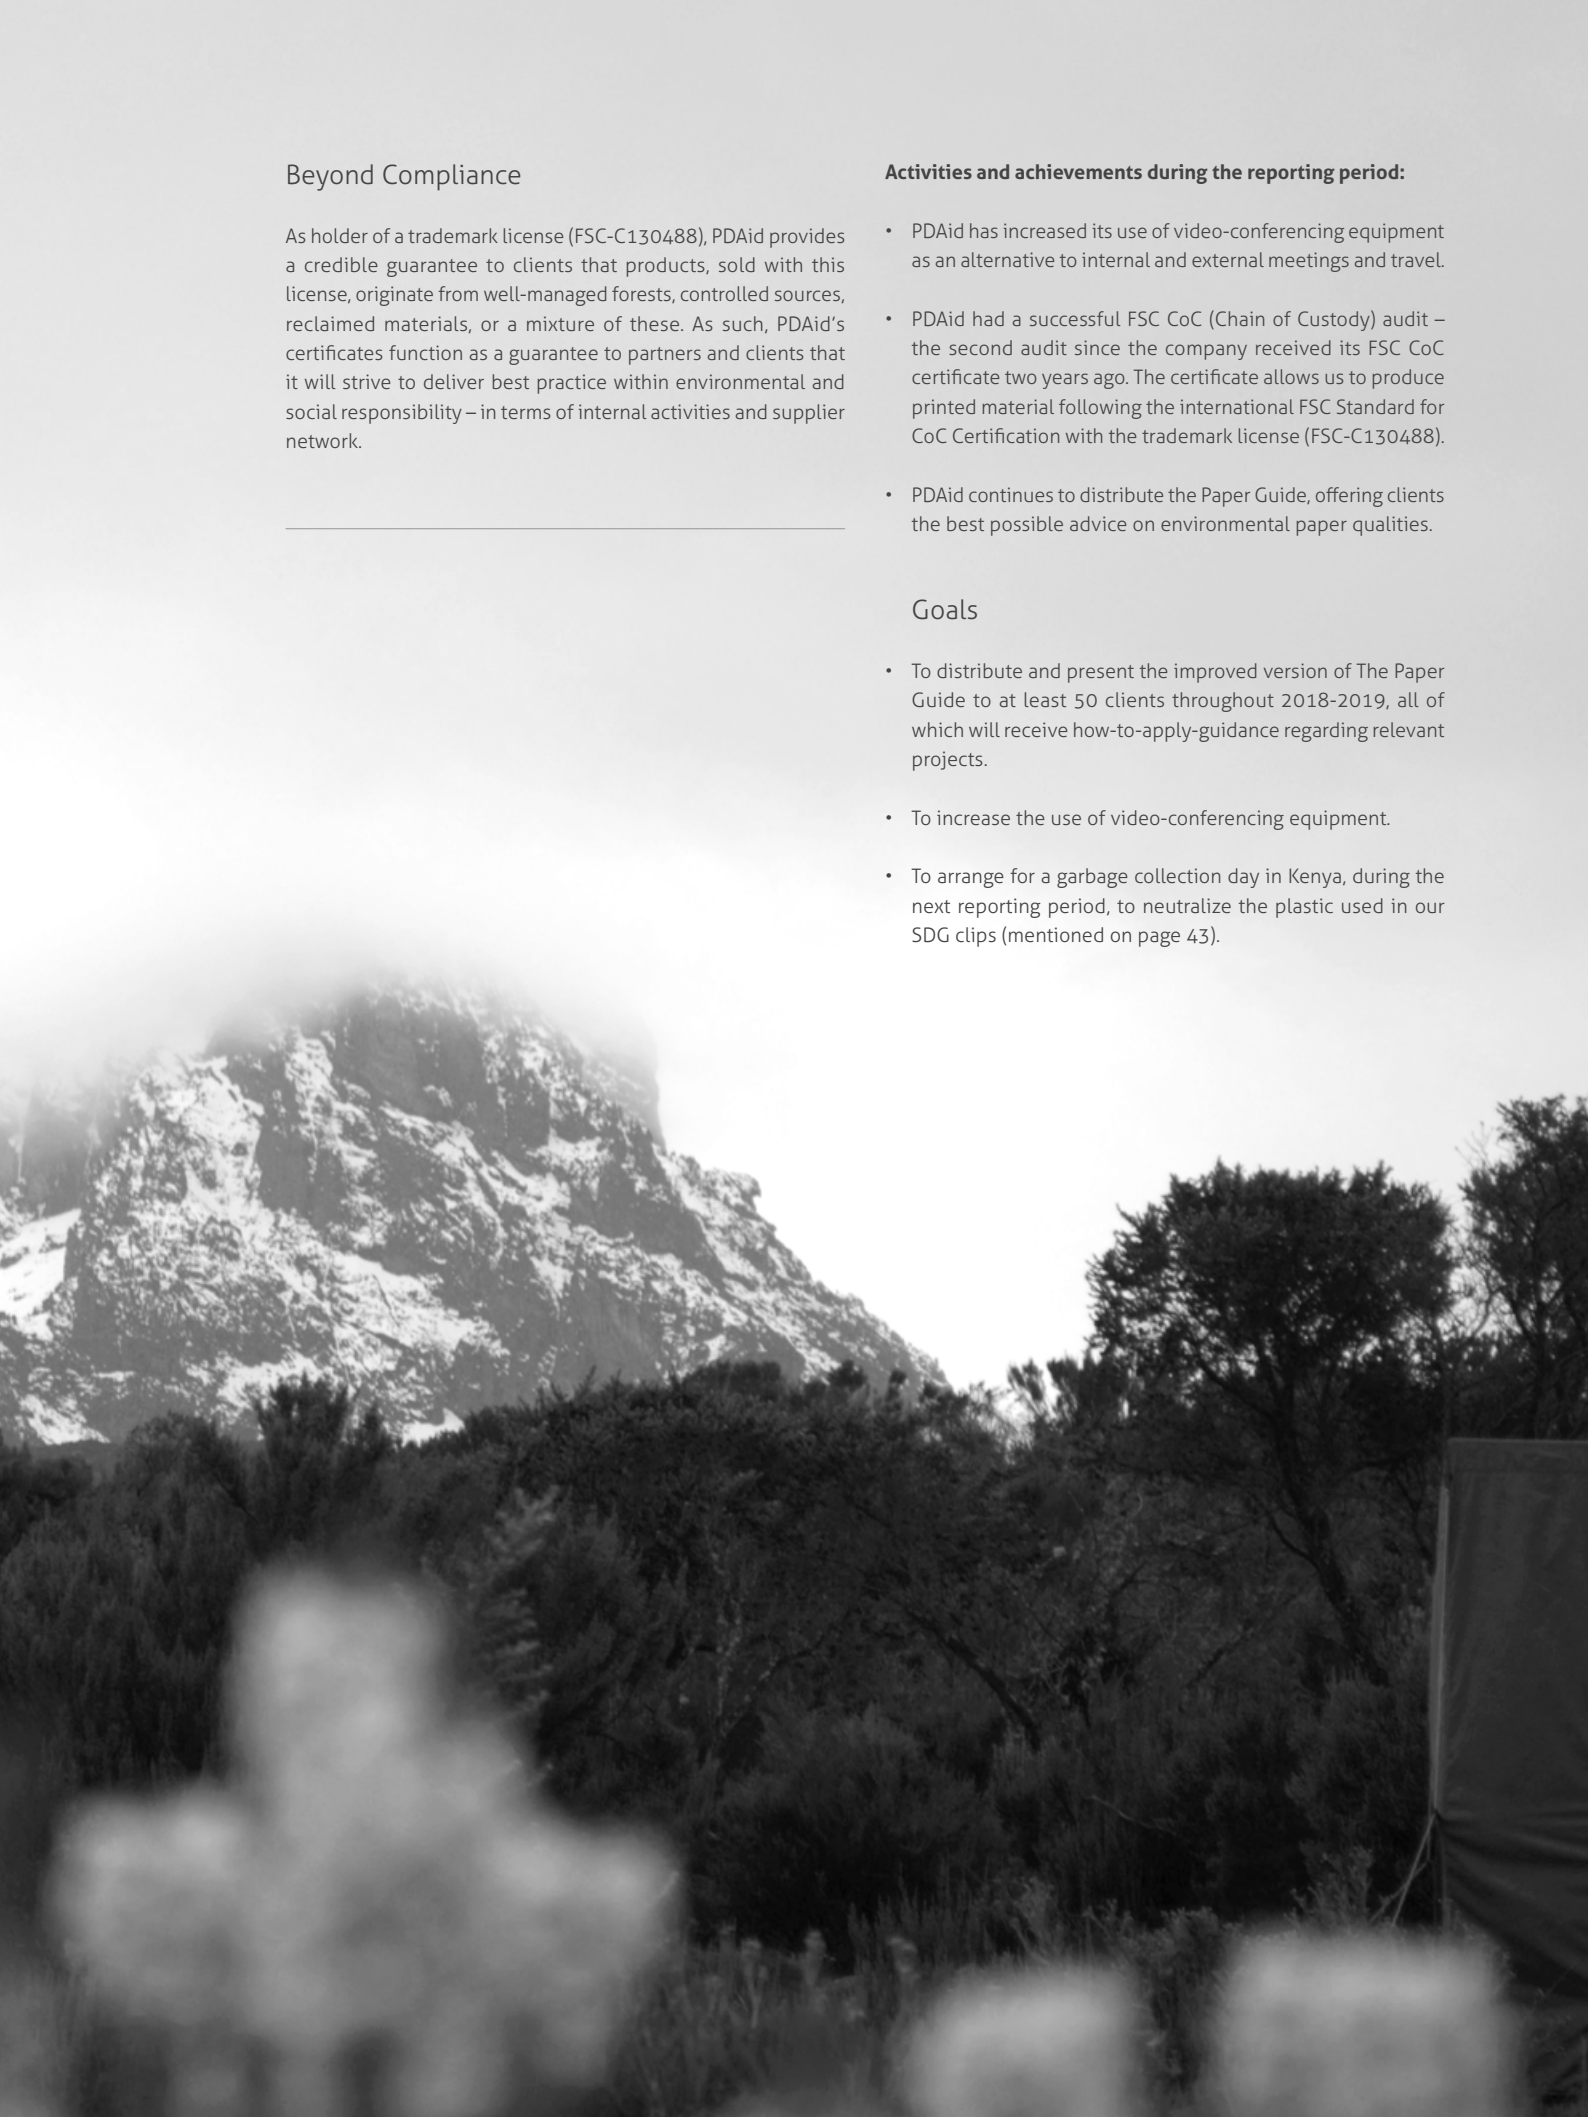 Beyond Compliance
As holder of a trademark license (FSC-C130488), PDAid provides
a credible guarantee to clients that products, sold with this
license, originate from well-managed forests, controlled sources,
reclaimed materials, or a mixture of these. As such, PDAid's
certificates function as a guarantee to partners and clients that
it will strive to deliver best practice within environmental and
social responsibility – in terms of internal activities and supplier
network.
Activities and achievements during the reporting period:
• PDAid has increased its use of video-conferencing equipment
as an alternative to internal and external meetings and travel.
• PDAid had a successful FSC CoC (Chain of Custody) audit –
the second audit since the company received its FSC CoC
certificate two years ago. The certificate allows us to produce
printed material following the international FSC Standard for
CoC Certification with the trademark license (FSC-C130488).
• PDAid continues to distribute the Paper Guide, offering clients
the best possible advice on environmental paper qualities.
Goals
• To distribute and present the improved version of The Paper
Guide to at least 50 clients throughout 2018-2019, all of
which will receive how-to-apply-guidance regarding relevant
projects.
• To increase the use of video-conferencing equipment.
• To arrange for a garbage collection day in Kenya, during the
next reporting period, to neutralize the plastic used in our
SDG clips (mentioned on page 43).